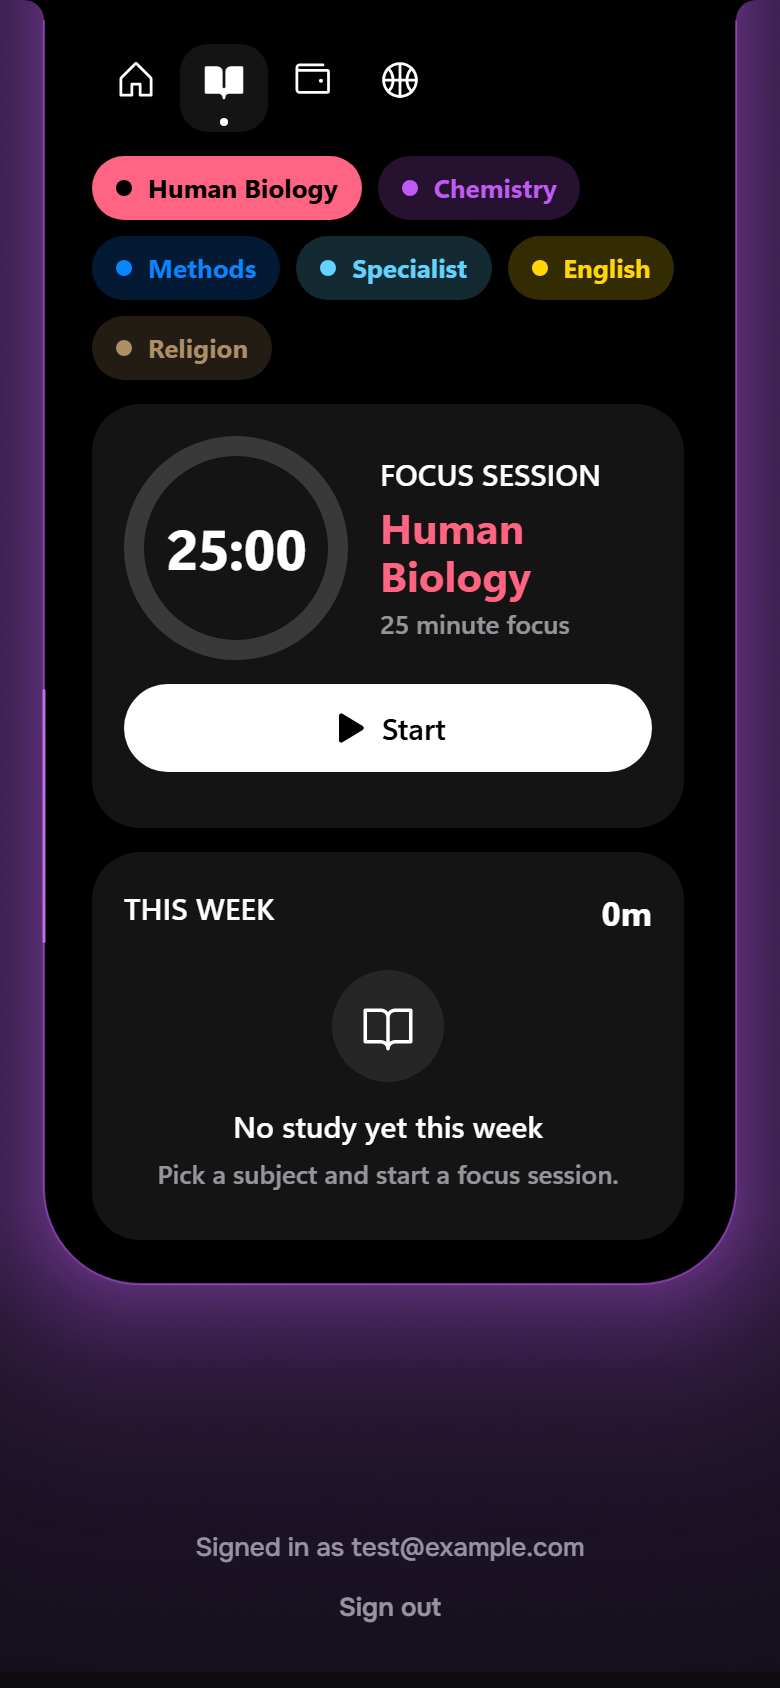 Human Biology
Chemistry
Methods
Specialist
English
Religion
25:00
FOCUS SESSION
Human
Biology
25 minute focus
Start
THIS WEEK
0m
No study yet this week
Pick a subject and start a focus session.
Signed in as test@example.com
Sign out